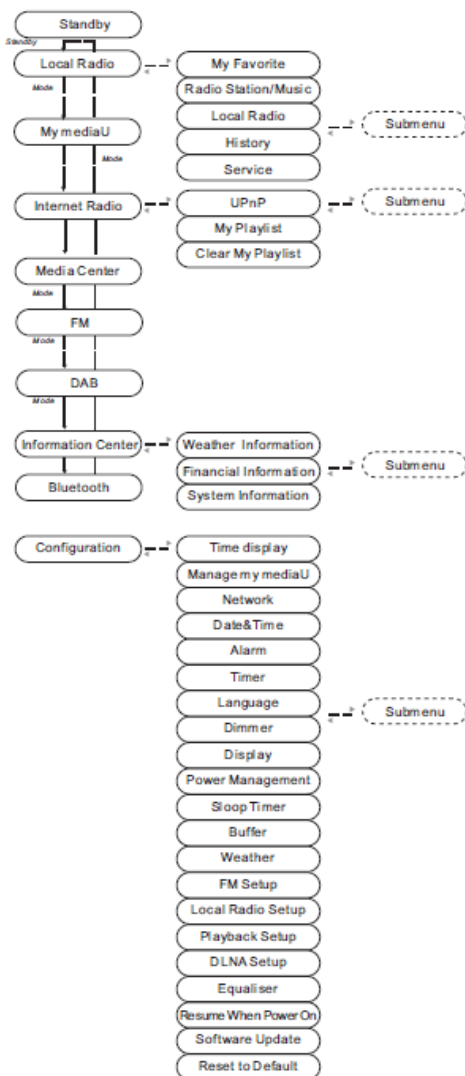 Standby
Standby
Local Radio
My Favorite
Mode
Radio Station/Music
Local Radio
Submenu
My mediaU
History
Mode
Service
Internet Radio
UPnP
Submenu
My Playlist
Clear My Playlist
Media Center
Mode
FM
Mode
DAB
Mode
Information Center
Weather Information
Financial Information
Submenu
Bluetooth
System Information
Configuration
Time display
Manage my mediaU
Network
Date&Time
Alarm
Timer
Language
Submenu
Dimmer
Display
Power Management
Sloop Timer
Buffer
Weather
FM Setup
Local Radio Setup
Playback Setup
DLNA Setup
Equaliser
Resume When Power On
Software Update
Reset to Default